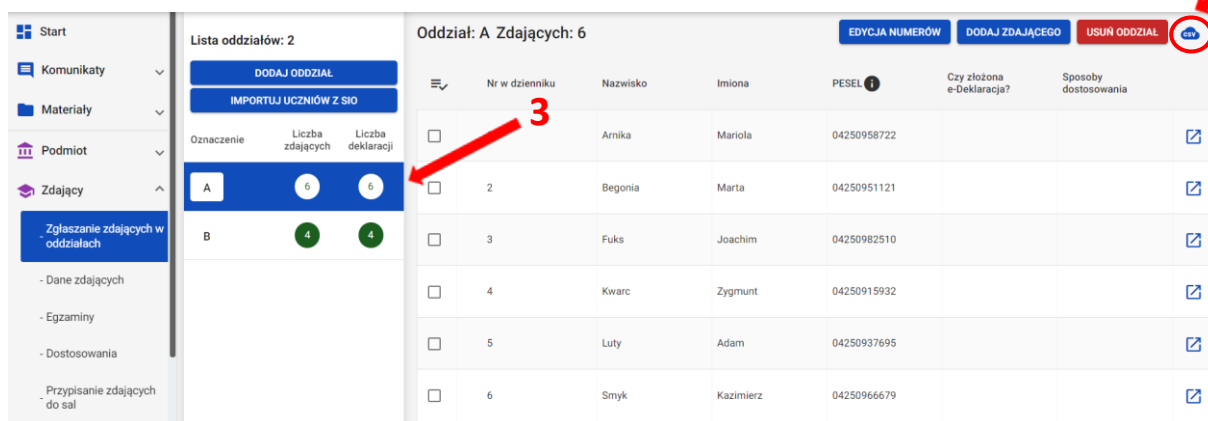 Start
Komunikaty
Materiały
Podmiot
Zdający
- Zgłaszanie zdających w
oddziałach
- Dane zdających
- Egzaminy
- Dostosowania
- Przypisanie zdających
do sal
Lista oddziałów: 2
DODAJ ODDZIAŁ
IMPORTUJ UCZNIÓW Z SIO
Oznaczenie Liczba zdających Liczba deklaracji
A 6 6
B 4 4
3
Oddział: A Zdających: 6
EDYCJA NUMERÓW DODAJ ZDAJĄCEGO USUŃ ODDZIAŁ CSV
Nr w dzienniku Nazwisko Imiona PESEL i Czy złożona e-Deklaracja? Sposoby dostosowania
Arnika Mariola 04250958722
2 Begonia Marta 04250951121
3 Fuks Joachim 04250982510
4 Kwarc Zygmunt 04250915932
5 Luty Adam 04250937695
6 Smyk Kazimierz 04250966679